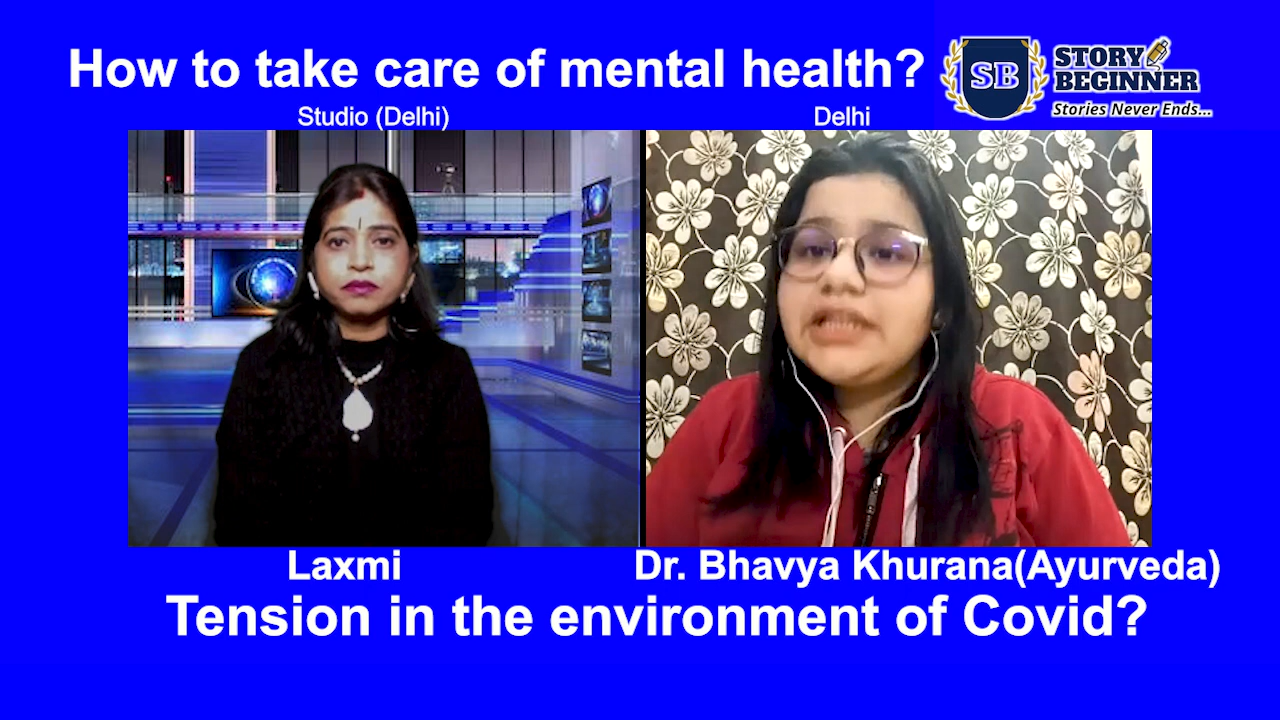 How to take care of mental health?
SB
STORY
BEGINNER
Stories Never Ends...
Studio (Delhi)
Delhi
Laxmi
Dr. Bhavya Khurana(Ayurveda)
Tension in the environment of Covid?